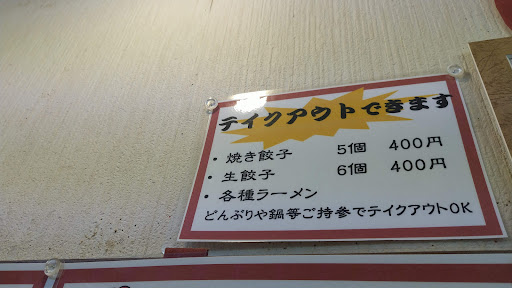 テイクアウトできます
・焼き餃子 5個 400円
・生餃子 6個 400円
・各種ラーメン
どんぶりや鍋等ご持参でテイクアウトOK